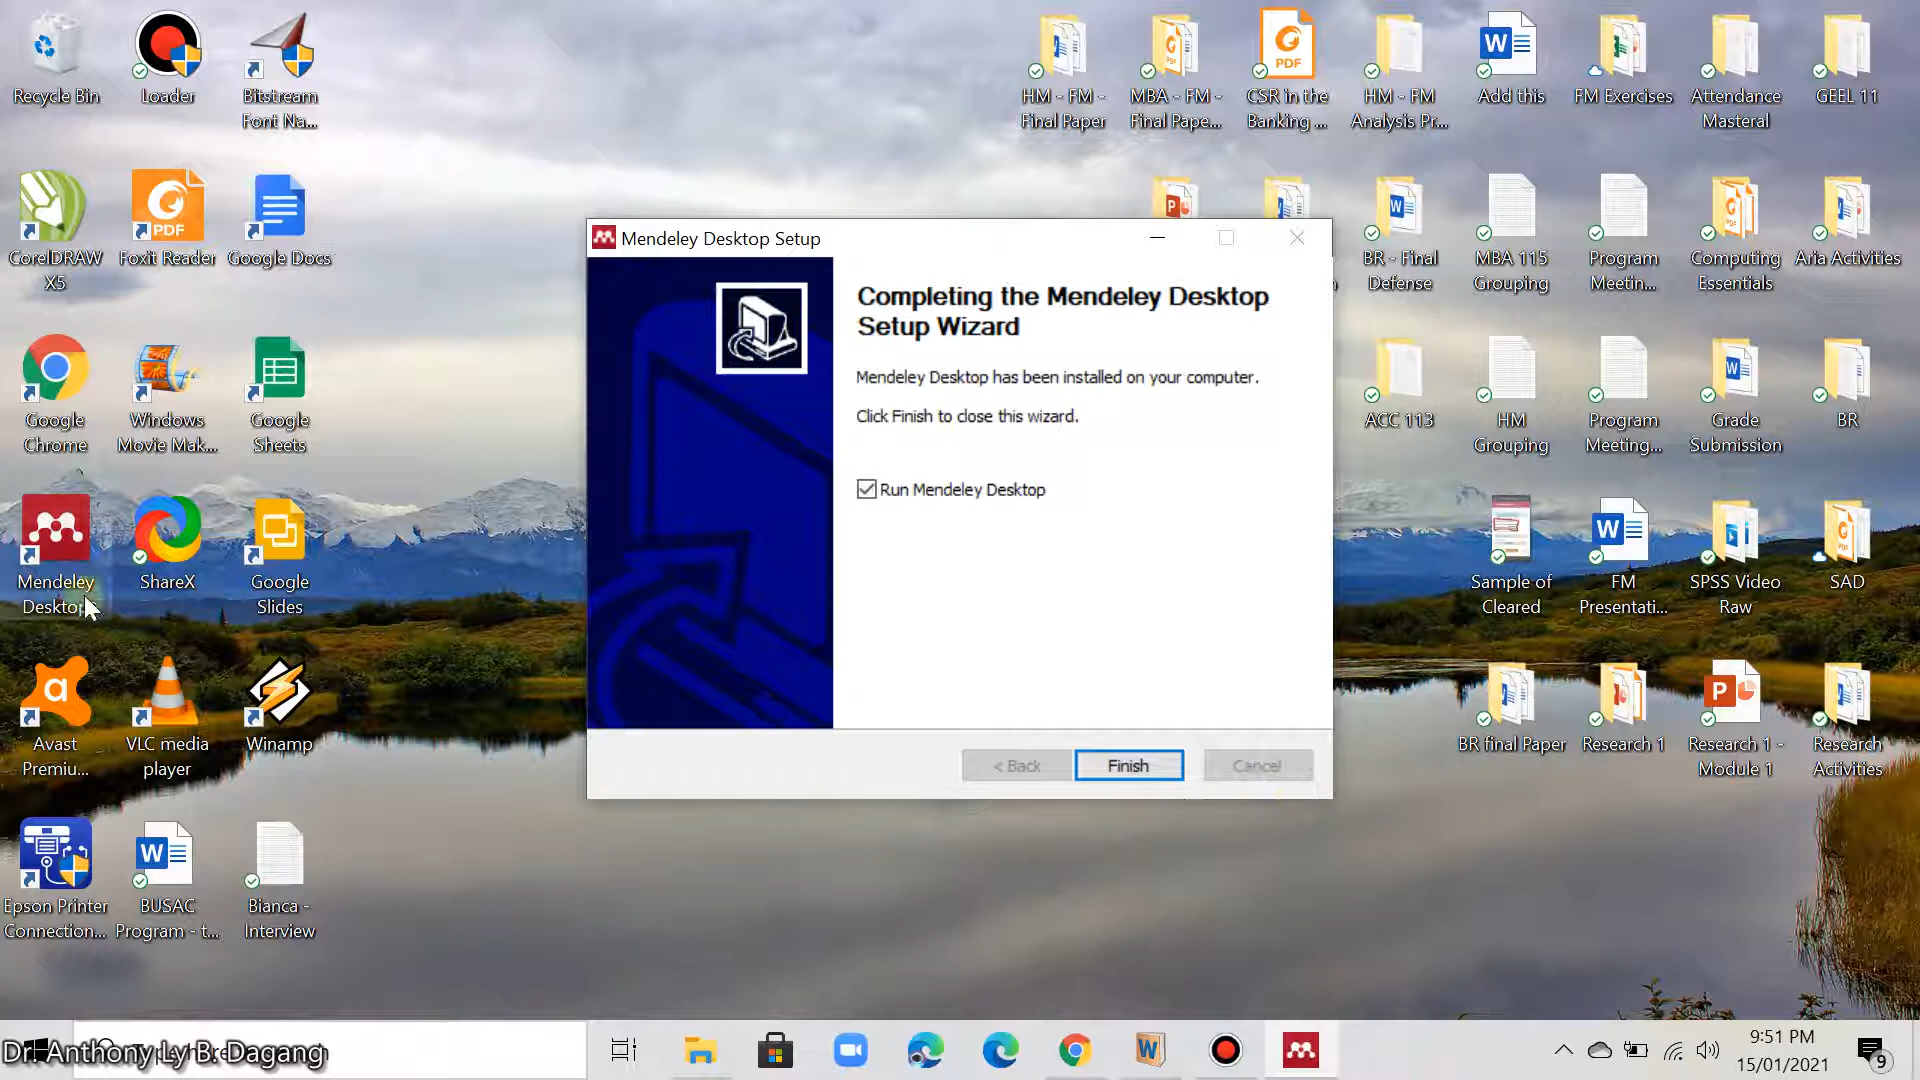 Recycle Bin
Loader
Bitstream
Font Na...
HM - FM -
Final Paper
MBA - FM -
Final Pape...
PDF
CSR in the
Banking ...
HM - FM
Analysis Pr...
Add this
FM Exercises
Attendance
Masteral
GEEL 11
CorelDRAW
X5
PDF
Foxit Reader
Google Docs
BR - Final
Defense
MBA 115
Grouping
Program
Meetin...
Computing
Essentials
Aria Activities
Google
Chrome
Windows
Movie Mak...
Google
Sheets
ACC 113
HM
Grouping
Program
Meeting...
Grade
Submission
BR
Mendeley
Desktop
ShareX
Google
Slides
Sample of
Cleared
FM
Presentati...
SPSS Video
Raw
SAD
Avast
Premiu...
VLC media
player
Winamp
BR final Paper
Research 1
Research 1 -
Module 1
Research
Activities
Epson Printer
Connection...
BUSAC
Program - t...
Bianca -
Interview
Mendeley Desktop Setup
Completing the Mendeley Desktop
Setup Wizard
Mendeley Desktop has been installed on your computer.
Click Finish to close this wizard.
Run Mendeley Desktop
< Back
Finish
Cancel
Dr. Anthony Ly B. Dagang
9:51 PM
15/01/2021
9